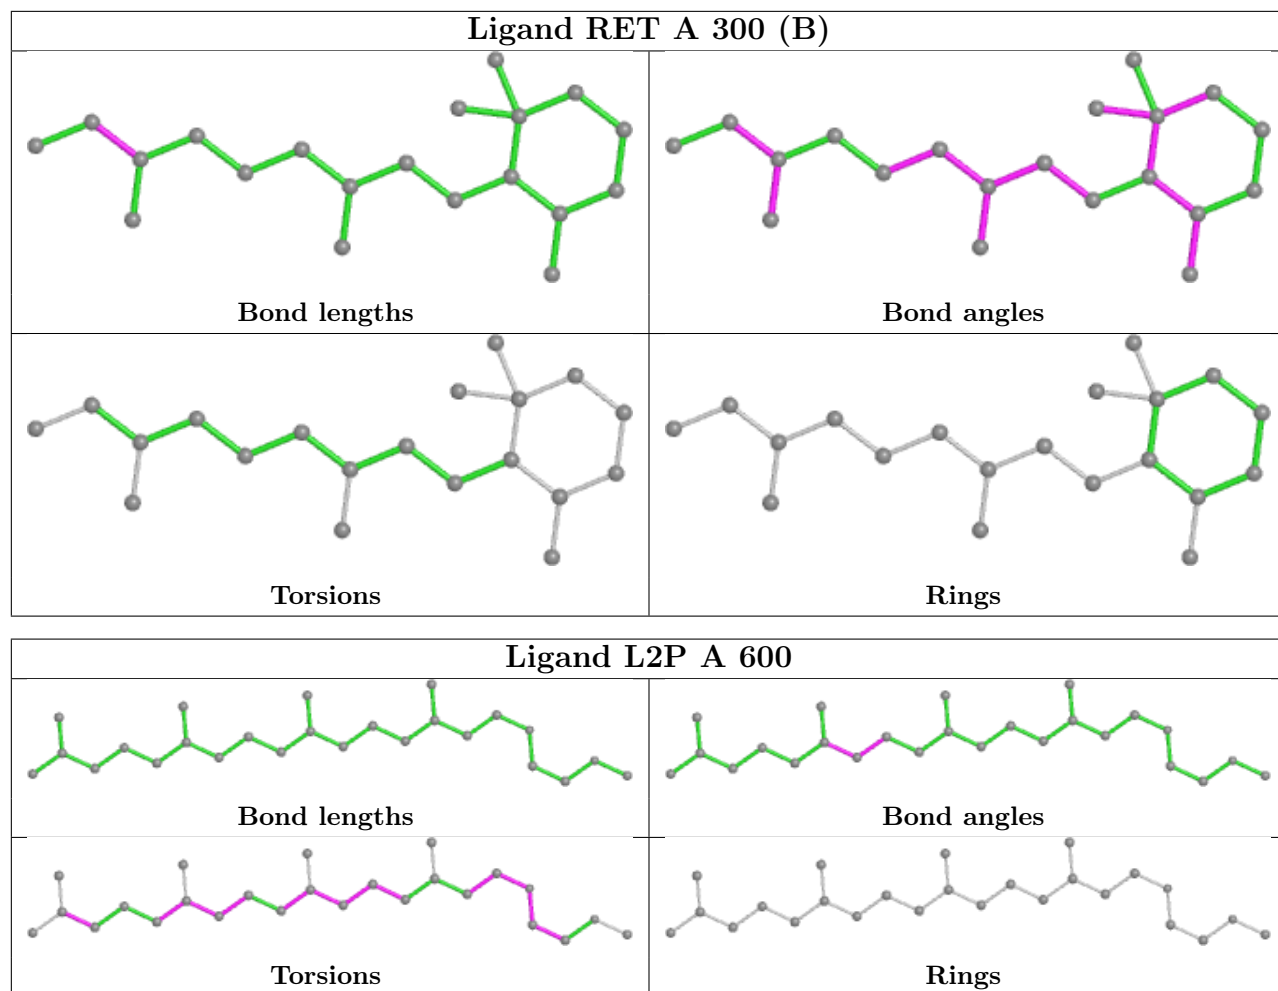 Ligand RET A 300 (B)
Bond lengths
Bond angles
Torsions
Rings
Ligand L2P A 600
Bond lengths
Bond angles
Torsions
Rings